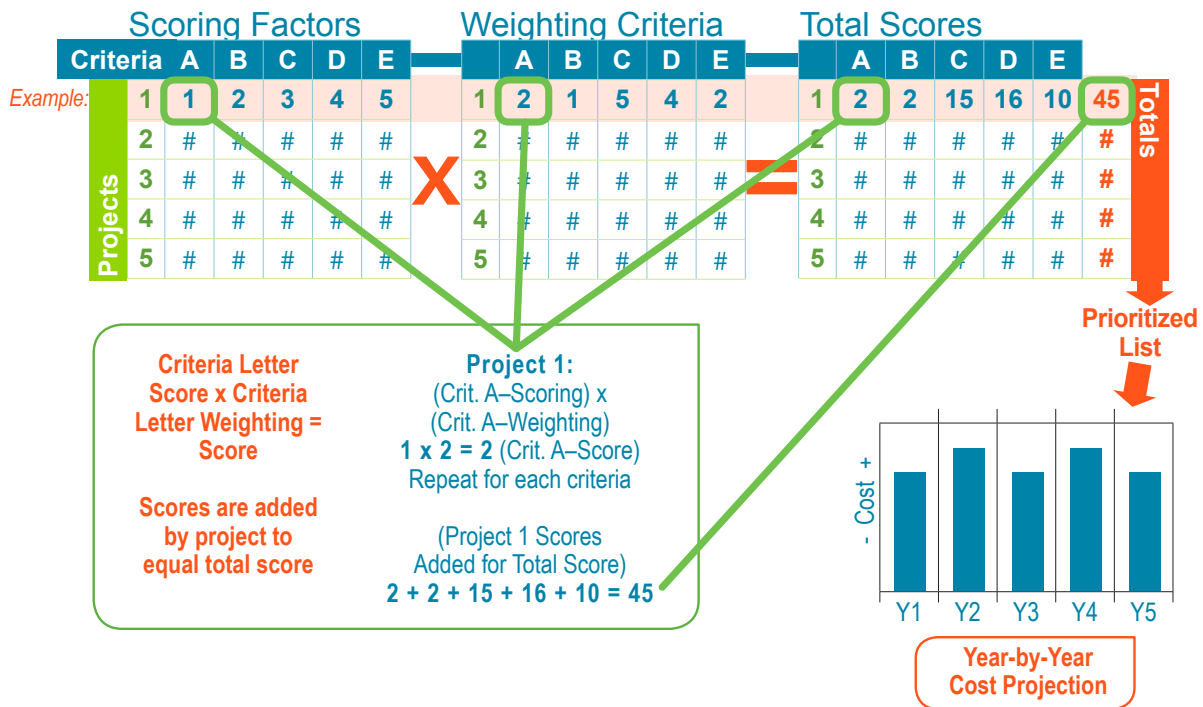 Scoring Factors Weighting Criteria Total Scores
Criteria A B C D E A B C D E A B C D E
Example: 1 1 2 3 4 5 1 2 1 5 4 2 1 2 2 15 16 10 45
2 # # # # # 2 # # # # # 2 # # # # # #
3 # # # # # X 3 # # # # # = 3 # # # # # #
4 # # # # # 4 # # # # # 4 # # # # # #
5 # # # # # 5 # # # # # 5 # # # # # #
Projects
Totals
Prioritized
List
Criteria Letter
Score x Criteria
Letter Weighting =
Score
Scores are added
by project to
equal total score
Project 1:
(Crit. A–Scoring) x
(Crit. A–Weighting)
1 x 2 = 2 (Crit. A–Score)
Repeat for each criteria
(Project 1 Scores
Added for Total Score)
2 + 2 + 15 + 16 + 10 = 45
- Cost +
Y1 Y2 Y3 Y4 Y5
Year-by-Year
Cost Projection